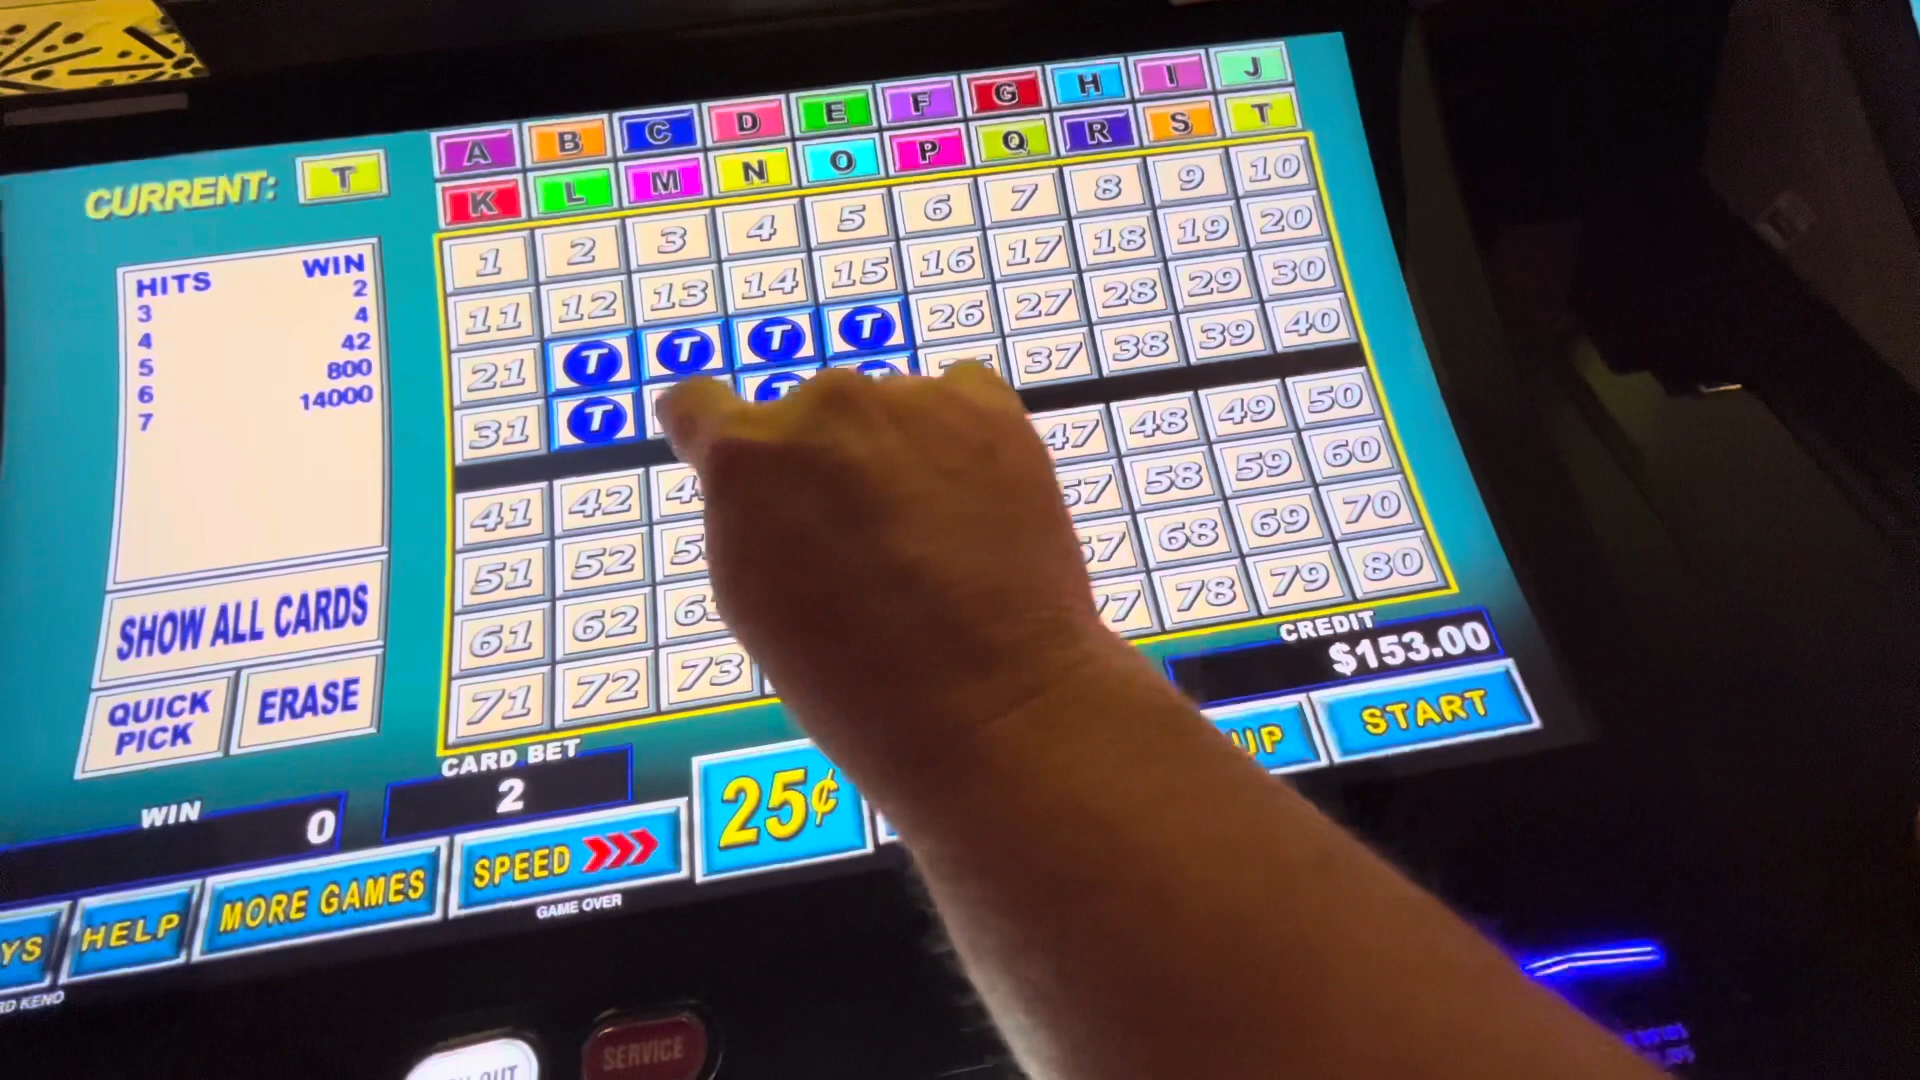 A B C D E F G H I J
K L M N O P Q R S T
CURRENT: T
HITS WIN
3 2
4 4
5 42
6 800
7 14000
1 2 3 4 5 6 7 8 9 10
11 12 13 14 15 16 17 18 19 20
21 T T T T 26 27 28 29 30
31 T T T 37 38 39 40
41 42 47 48 49 50
51 52 57 58 59 60
61 62 67 68 69 70
71 72 73 77 78 79 80
SHOW ALL CARDS
QUICK PICK
ERASE
CREDIT
$153.00
WIN
0
CARD BET
2
25¢
UP
START
HELP
MORE GAMES
SPEED
GAME OVER
KENO
OUT
SERVICE